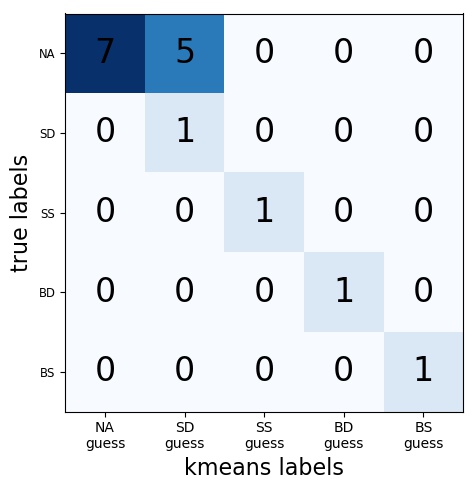 NA 7 5 0 0 0
SD 0 1 0 0 0
SS 0 0 1 0 0
BD 0 0 0 1 0
BS 0 0 0 0 1
true labels
NA SD SS BD BS
guess guess guess guess guess
kmeans labels